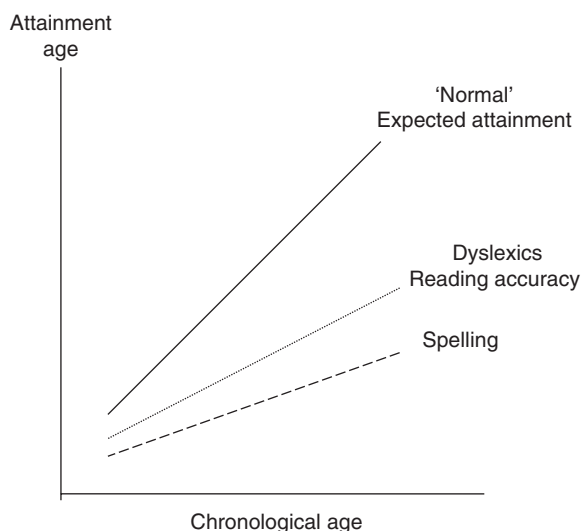 Attainment
age
‘Normal’
Expected attainment
Dyslexics
Reading accuracy
Spelling
Chronological age